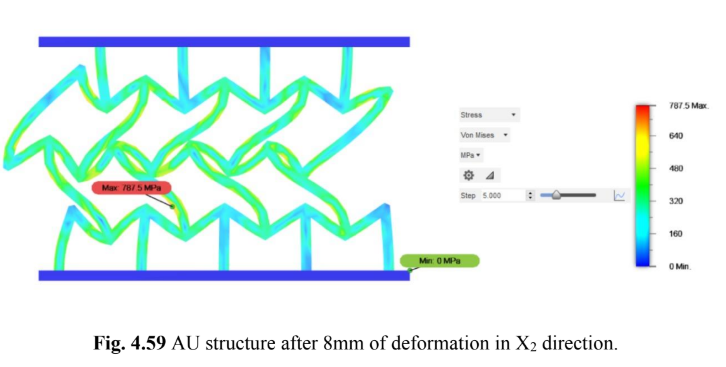 787.5 Max.
Stress
640
Von Mises
MPa
480
Max: 787.5 MPa
Step 5.000
320
160
Min: 0 MPa
0 Min.
Fig. 4.59 AU structure after 8mm of deformation in X₂ direction.